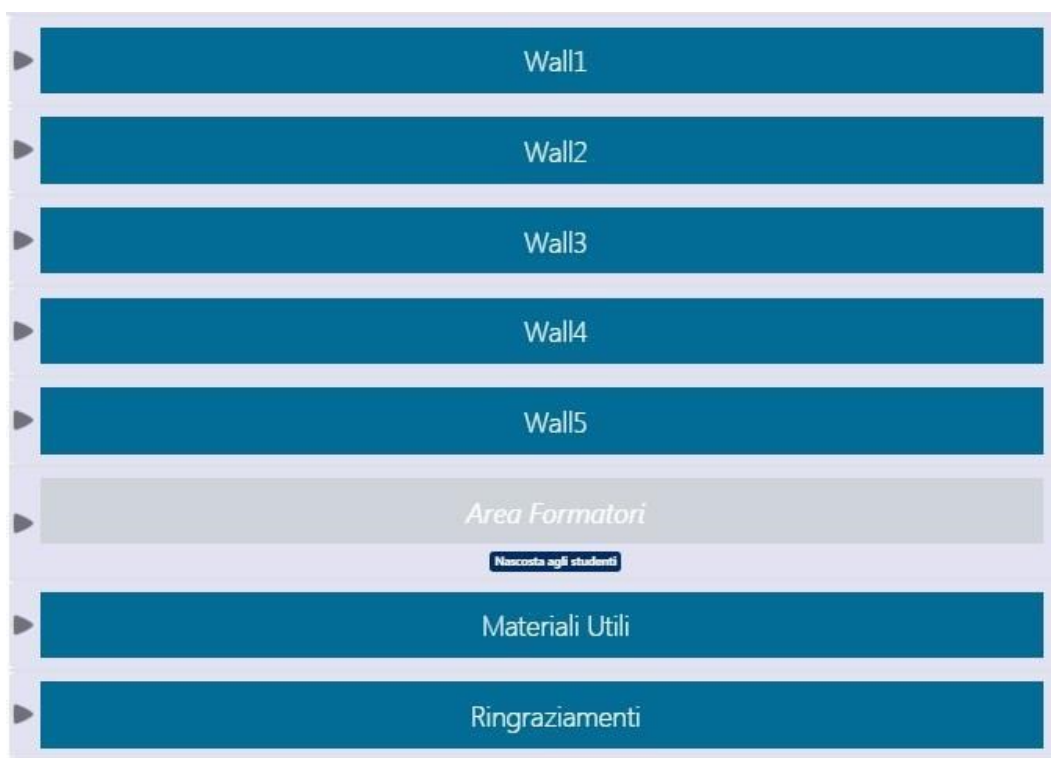 Wall1
Wall2
Wall3
Wall4
Wall5
Area Formatori
Nascosta agli studenti
Materiali Utili
Ringraziamenti